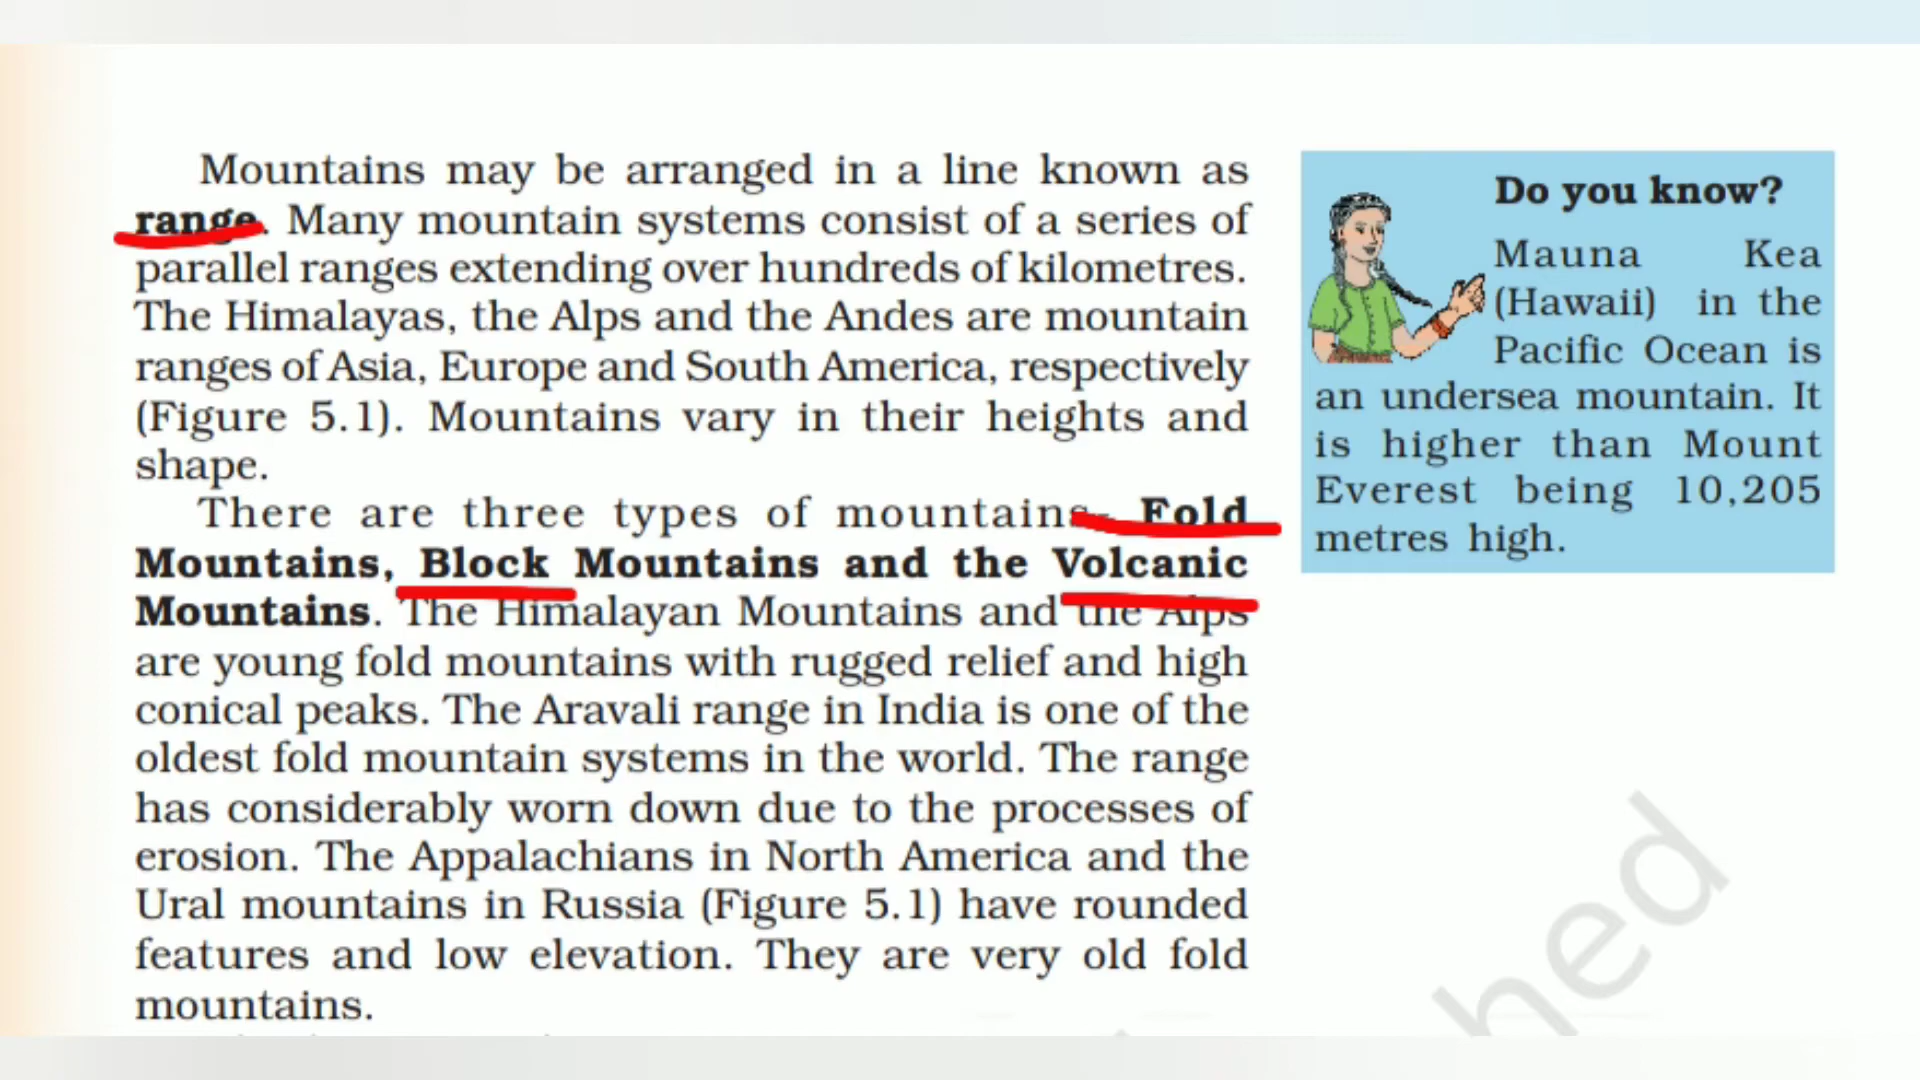 Mountains may be arranged in a line known as
range. Many mountain systems consist of a series of
parallel ranges extending over hundreds of kilometres.
The Himalayas, the Alps and the Andes are mountain
ranges of Asia, Europe and South America, respectively
(Figure 5.1). Mountains vary in their heights and
shape.
There are three types of mountains- Fold
Mountains, Block Mountains and the Volcanic
Mountains. The Himalayan Mountains and the Alps
are young fold mountains with rugged relief and high
conical peaks. The Aravali range in India is one of the
oldest fold mountain systems in the world. The range
has considerably worn down due to the processes of
erosion. The Appalachians in North America and the
Ural mountains in Russia (Figure 5.1) have rounded
features and low elevation. They are very old fold
mountains.
Do you know?
Mauna Kea
(Hawaii) in the
Pacific Ocean is
an undersea mountain. It
is higher than Mount
Everest being 10,205
metres high.
hed